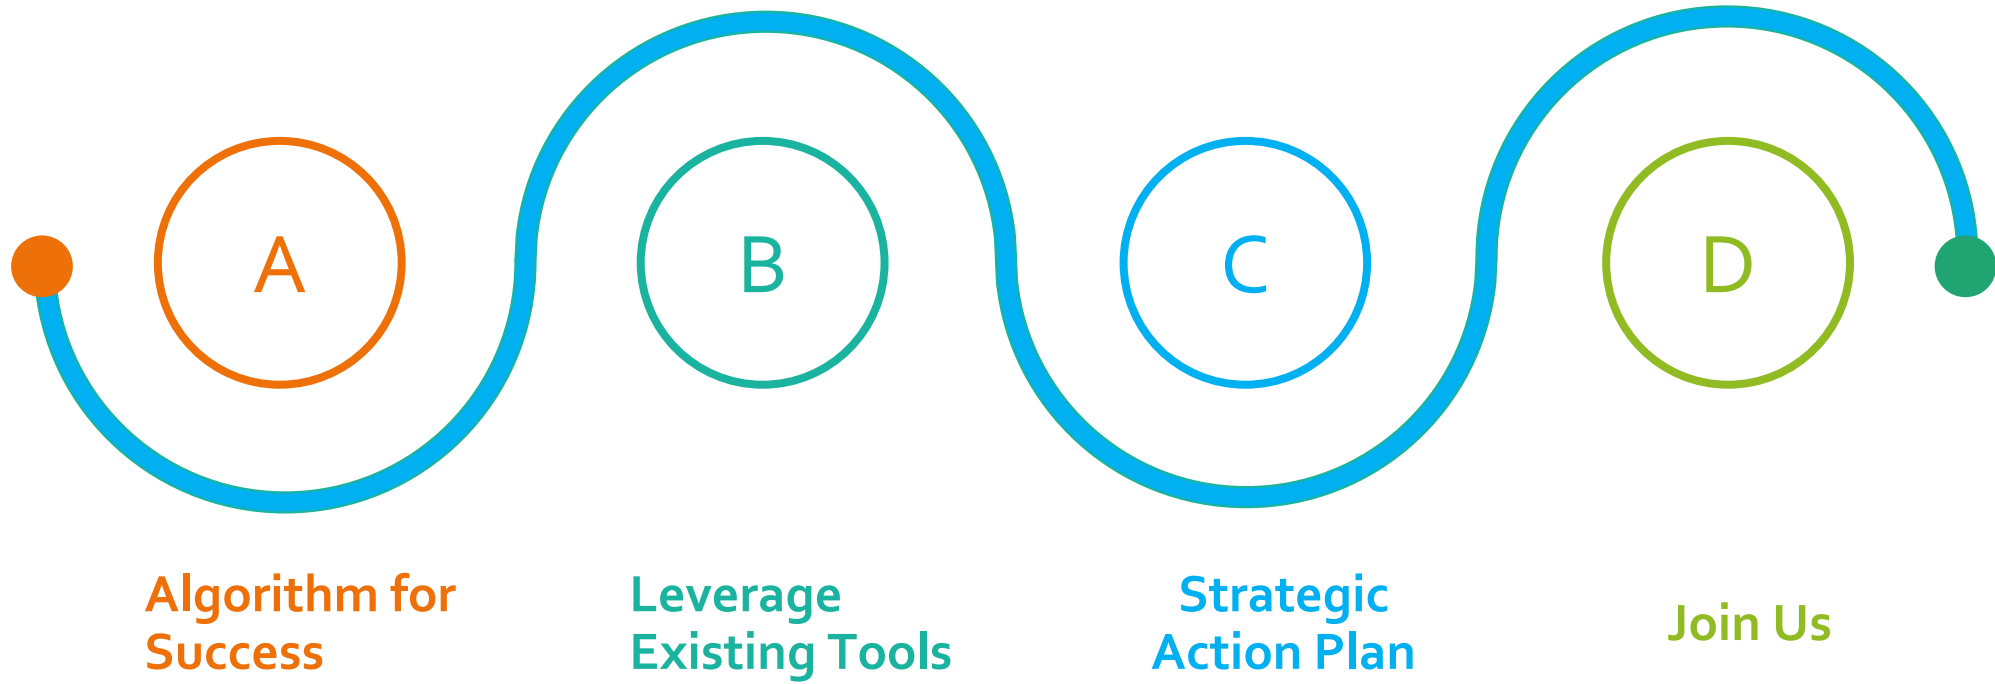 A
B
C
D
Algorithm for
Success
Leverage
Existing Tools
Strategic
Action Plan
Join Us